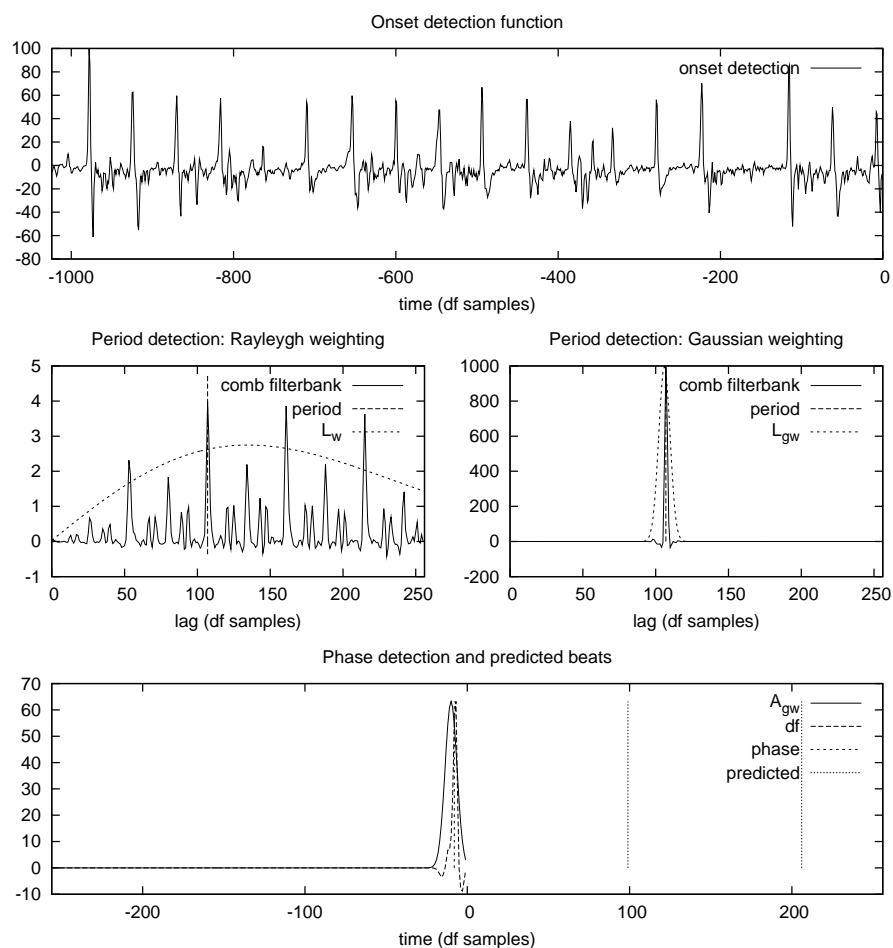 Onset detection function
100
80
60
40
20
0
-20
-40
-60
-80
onset detection
-1000 -800 -600 -400 -200 0
time (df samples)
Period detection: Rayleygh weighting
5
4
3
2
1
0
-1
comb filterbank
period
Lw
0 50 100 150 200 250
lag (df samples)
Period detection: Gaussian weighting
1000
800
600
400
200
0
-200
comb filterbank
period
Lgw
0 50 100 150 200 250
lag (df samples)
Phase detection and predicted beats
70
60
50
40
30
20
10
0
-10
Agw
df
phase
predicted
-200 -100 0 100 200
time (df samples)